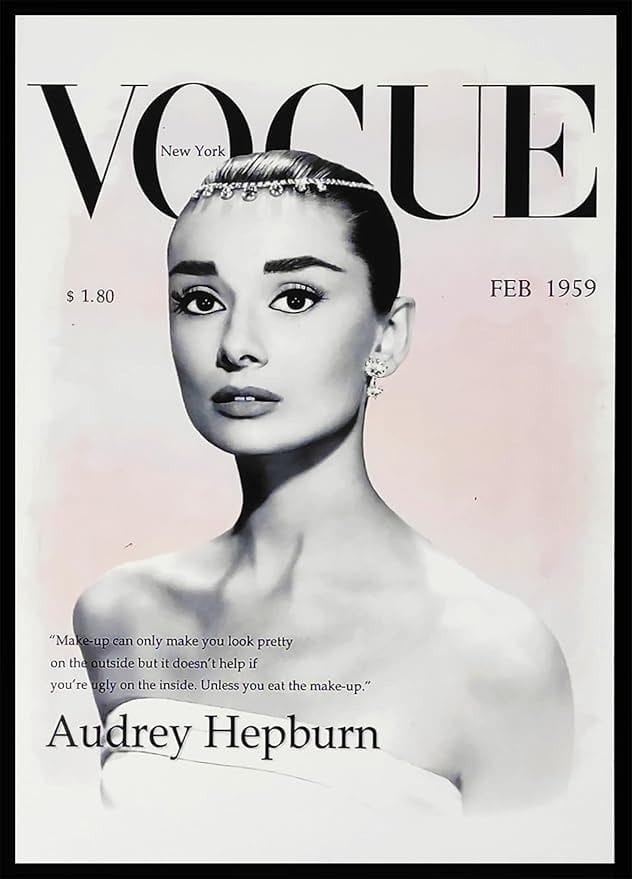 VOGUE
New York
$ 1.80
FEB 1959
“Make-up can only make you look pretty
on the outside but it doesn’t help if
you’re ugly on the inside. Unless you eat the make-up.”
Audrey Hepburn